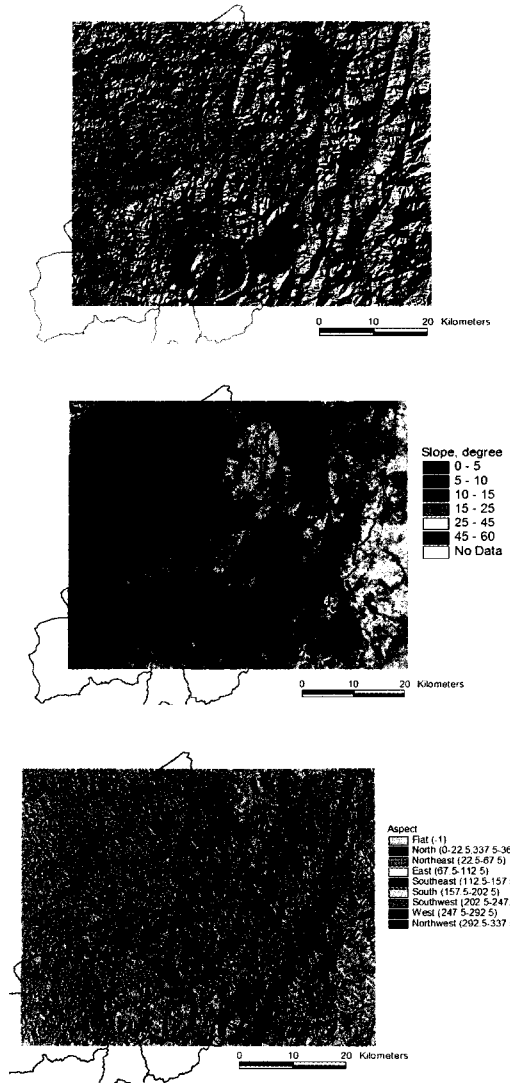 0 10 20 Kilometers
Slope, degree
0 - 5
5 - 10
10 - 15
15 - 25
25 - 45
45 - 60
No Data
0 10 20 Kilometers
Aspect
Flat (-1)
North (0-22.5,337.5-36
Northeast (22.5-67.5)
East (67.5-112.5)
Southeast (112.5-157
South (157.5-202.5)
Southwest (202.5-247.
West (247.5-292.5)
Northwest (292.5-337
0 10 20 Kilometers